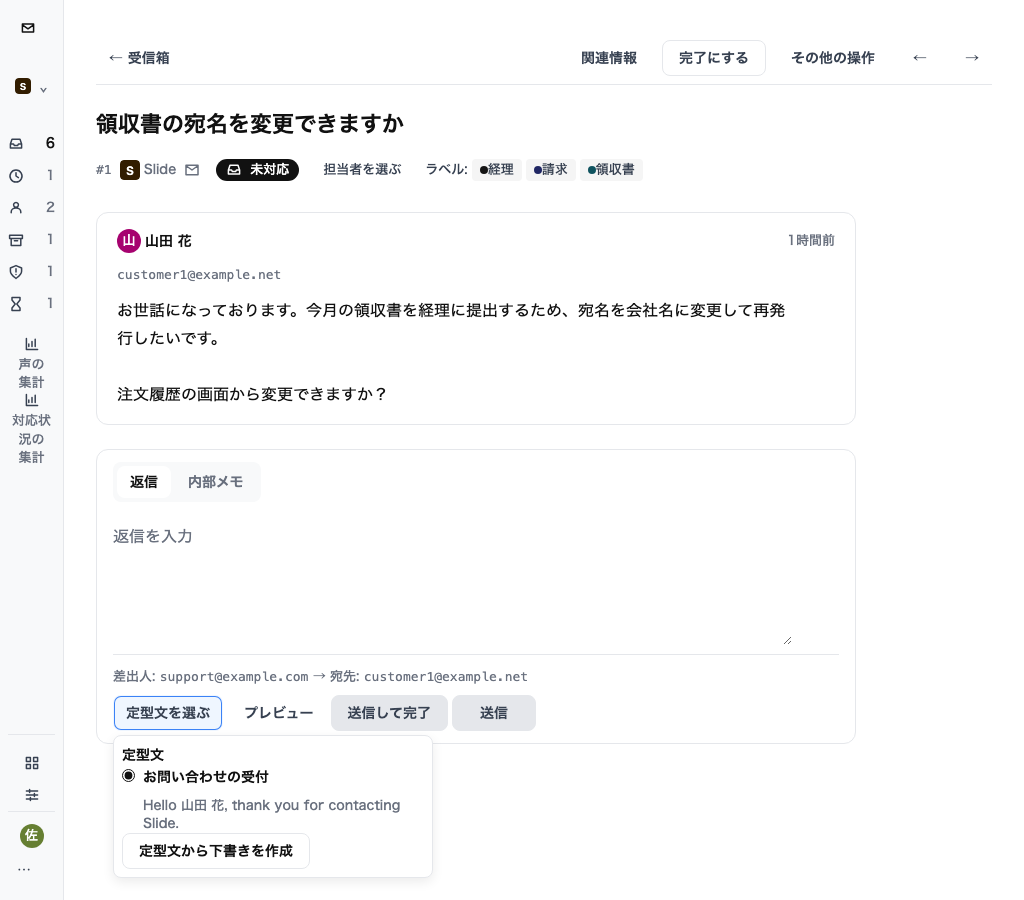 S
6
1
2
1
1
1
声の
集計
対応状
況の
集計
佐
...
← 受信箱
関連情報
完了にする
その他の操作
←
→
領収書の宛名を変更できますか
#1 S Slide 未対応 担当者を選ぶ ラベル: 経理 請求 領収書
山 山田 花
1時間前
customer1@example.net
お世話になっております。今月の領収書を経理に提出するため、宛名を会社名に変更して再発
行したいです。
注文履歴の画面から変更できますか？
返信 内部メモ
返信を入力
差出人: support@example.com → 宛先: customer1@example.net
定型文を選ぶ プレビュー 送信して完了 送信
定型文
お問い合わせの受付
Hello 山田 花, thank you for contacting
Slide.
定型文から下書きを作成